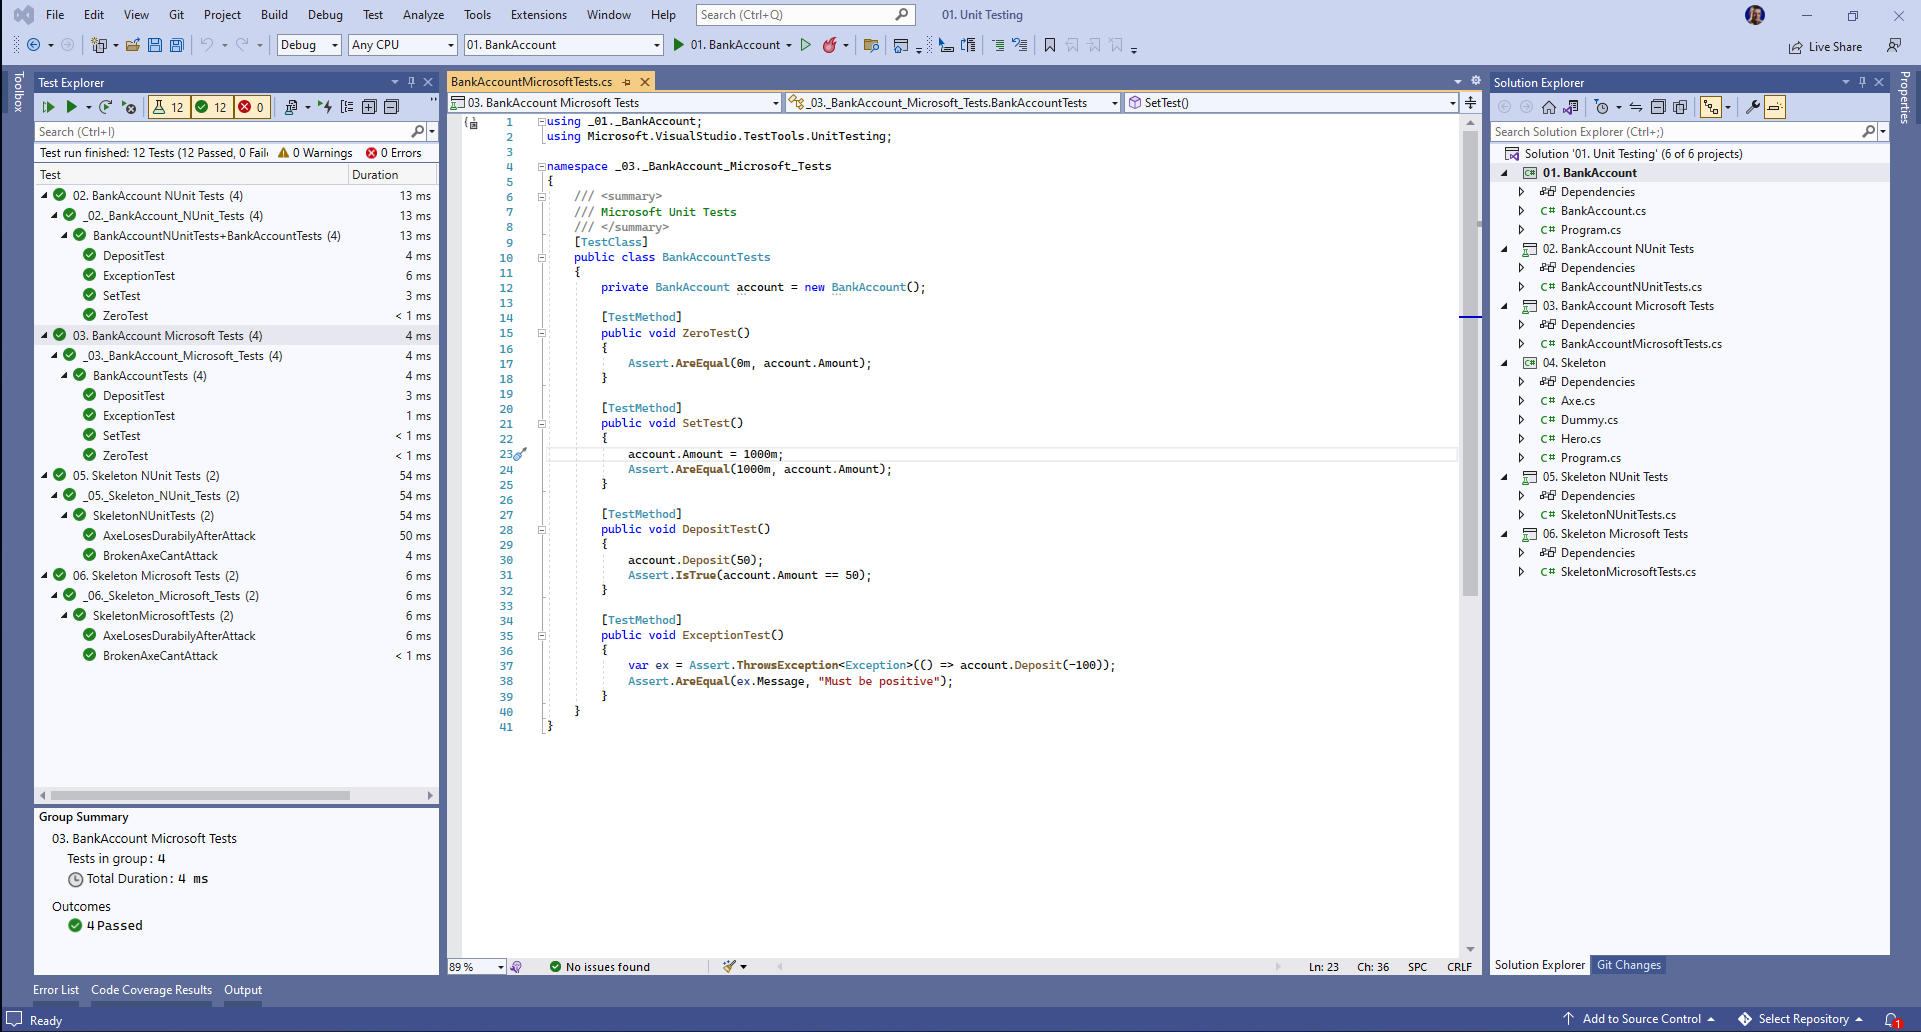 File Edit View Git Project Build Debug Test Analyze Tools Extensions Window Help Search (Ctrl+Q) 01. Unit Testing
Debug Any CPU 01. BankAccount 01. BankAccount Live Share
Toolbox
Test Explorer
12 12 0
Search (Ctrl+I)
Test run finished: 12 Tests (12 Passed, 0 Faile 0 Warnings 0 Errors
Test Duration
02. BankAccount NUnit Tests (4) 13 ms
_02._BankAccount_NUnit_Tests (4) 13 ms
BankAccountNUnitTests+BankAccountTests (4) 13 ms
DepositTest 4 ms
ExceptionTest 6 ms
SetTest 3 ms
ZeroTest < 1 ms
03. BankAccount Microsoft Tests (4) 4 ms
_03._BankAccount_Microsoft_Tests (4) 4 ms
BankAccountTests (4) 4 ms
DepositTest 3 ms
ExceptionTest 1 ms
SetTest < 1 ms
ZeroTest < 1 ms
05. Skeleton NUnit Tests (2) 54 ms
_05._Skeleton_NUnit_Tests (2) 54 ms
SkeletonNUnitTests (2) 54 ms
AxeLosesDurabilyAfterAttack 50 ms
BrokenAxeCantAttack 4 ms
06. Skeleton Microsoft Tests (2) 6 ms
_06._Skeleton_Microsoft_Tests (2) 6 ms
SkeletonMicrosoftTests (2) 6 ms
AxeLosesDurabilyAfterAttack 6 ms
BrokenAxeCantAttack < 1 ms
Group Summary
03. BankAccount Microsoft Tests
Tests in group: 4
Total Duration: 4 ms
Outcomes
4 Passed
BankAccountMicrosoftTests.cs
03. BankAccount Microsoft Tests _03._BankAccount_Microsoft_Tests.BankAccountTests SetTest()
1 using _01._BankAccount;
2 using Microsoft.VisualStudio.TestTools.UnitTesting;
3
4 namespace _03._BankAccount_Microsoft_Tests
5 {
6 /// <summary>
7 /// Microsoft Unit Tests
8 /// </summary>
9 [TestClass]
10 public class BankAccountTests
11 {
12 private BankAccount account = new BankAccount();
13
14 [TestMethod]
15 public void ZeroTest()
16 {
17 Assert.AreEqual(0m, account.Amount);
18 }
19
20 [TestMethod]
21 public void SetTest()
22 {
23 account.Amount = 1000m;
24 Assert.AreEqual(1000m, account.Amount);
25 }
26
27 [TestMethod]
28 public void DepositTest()
29 {
30 account.Deposit(50);
31 Assert.IsTrue(account.Amount == 50);
32 }
33
34 [TestMethod]
35 public void ExceptionTest()
36 {
37 var ex = Assert.ThrowsException<Exception>(() => account.Deposit(-100));
38 Assert.AreEqual(ex.Message, "Must be positive");
39 }
40 }
41 }
89 % No issues found Ln: 23 Ch: 36 SPC CRLF
Solution Explorer
Search Solution Explorer (Ctrl+;)
Solution '01. Unit Testing' (6 of 6 projects)
01. BankAccount
Dependencies
C# BankAccount.cs
C# Program.cs
02. BankAccount NUnit Tests
Dependencies
C# BankAccountNUnitTests.cs
03. BankAccount Microsoft Tests
Dependencies
C# BankAccountMicrosoftTests.cs
04. Skeleton
Dependencies
C# Axe.cs
C# Dummy.cs
C# Hero.cs
C# Program.cs
05. Skeleton NUnit Tests
Dependencies
C# SkeletonNUnitTests.cs
06. Skeleton Microsoft Tests
Dependencies
C# SkeletonMicrosoftTests.cs
Solution Explorer Git Changes
Properties
Error List Code Coverage Results Output
Ready Add to Source Control Select Repository 1